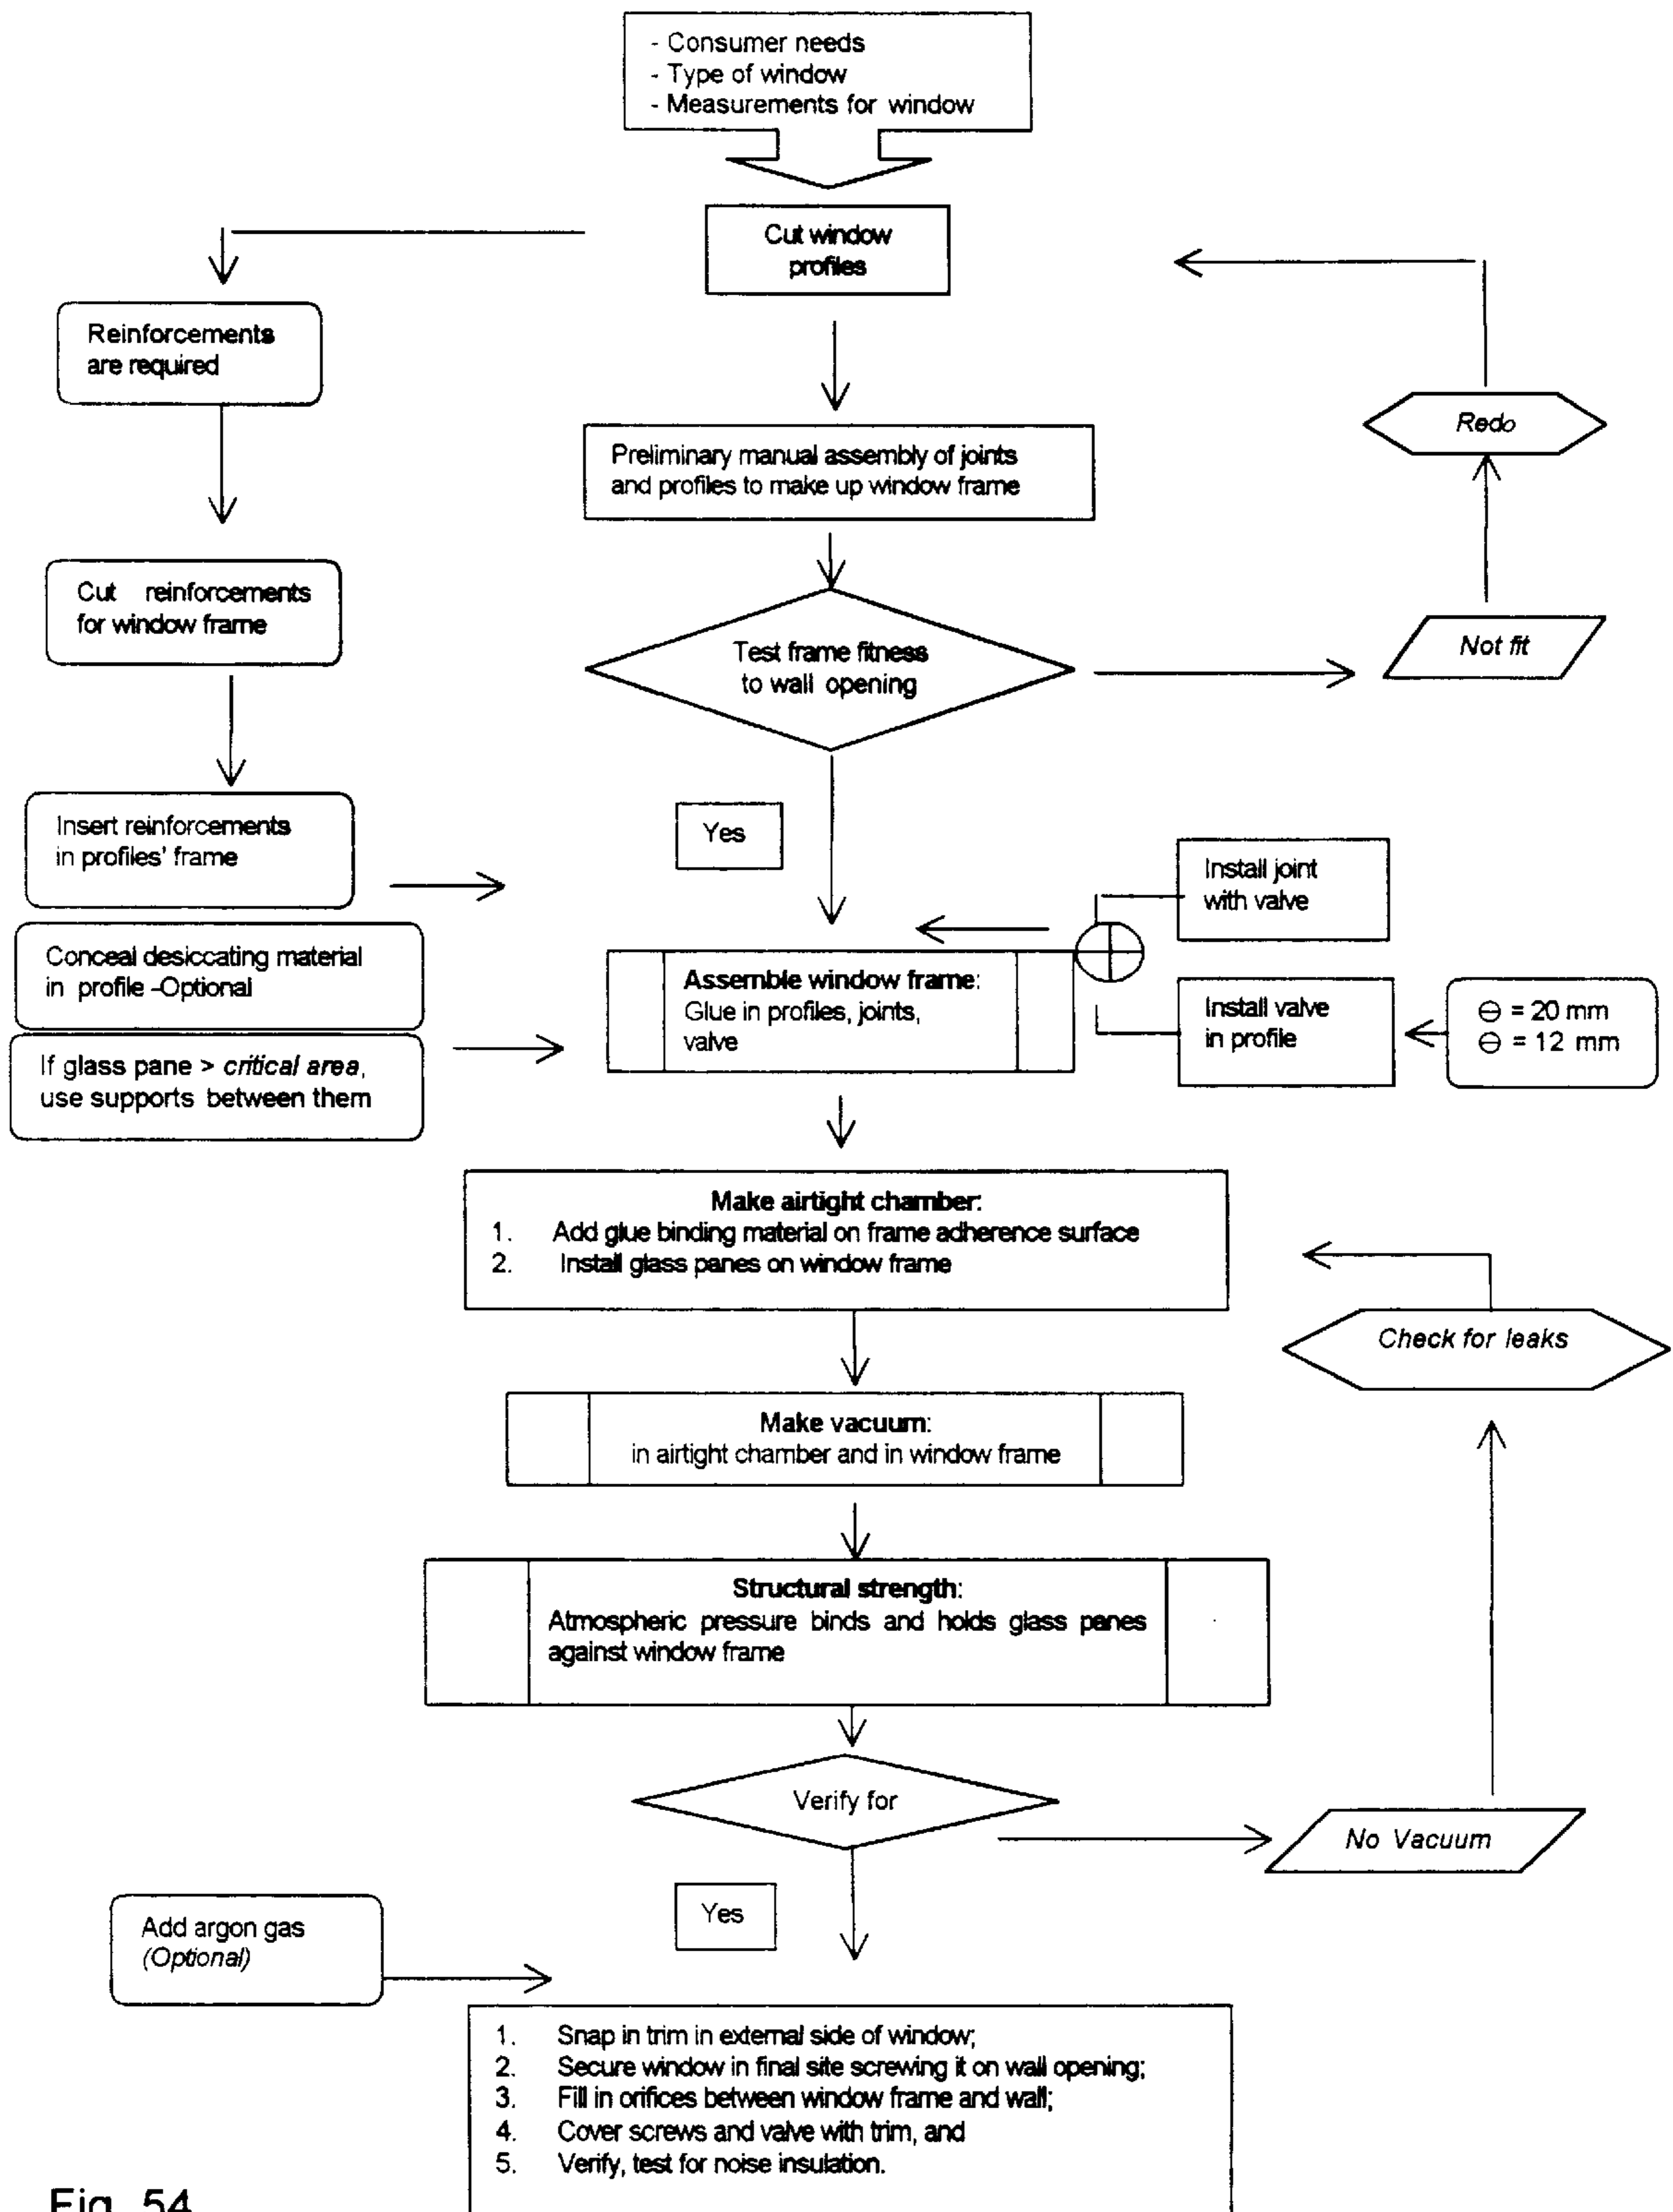 - Consumer needs
- Type of window
- Measurements for window
Cut window
profiles
Reinforcements
are required
Redo
Preliminary manual assembly of joints
and profiles to make up window frame
Cut reinforcements
for window frame
Test frame fitness
to wall opening
Not fit
Insert reinforcements
in profiles' frame
Yes
Install joint
with valve
Conceal desiccating material
in profile -Optional
Assemble window frame:
Glue in profiles, joints,
valve
Install valve
in profile
⊖ = 20 mm
⊖ = 12 mm
If glass pane > critical area,
use supports between them
Make airtight chamber:
1. Add glue binding material on frame adherence surface
2. Install glass panes on window frame
Check for leaks
Make vacuum:
in airtight chamber and in window frame
Structural strength:
Atmospheric pressure binds and holds glass panes
against window frame
Verify for
No Vacuum
Yes
Add argon gas
(Optional)
1. Snap in trim in external side of window;
2. Secure window in final site screwing it on wall opening;
3. Fill in orifices between window frame and wall;
4. Cover screws and valve with trim, and
5. Verify, test for noise insulation.
Fig. 54